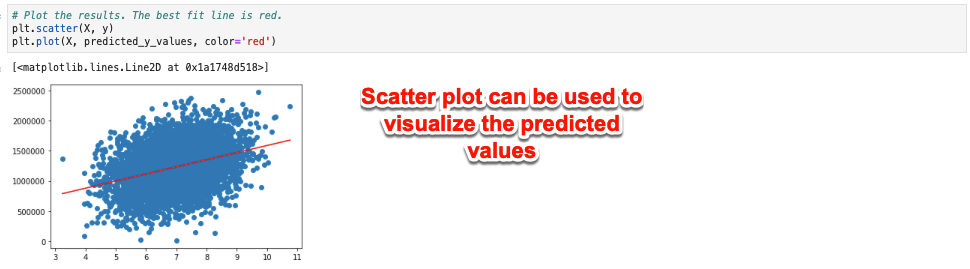 # Plot the results. The best fit line is red.
plt.scatter(X, y)
plt.plot(X, predicted_y_values, color='red')
[<matplotlib.lines.Line2D at 0x1a1748d518>]
Scatter plot can be used to
visualize the predicted
values
2500000
2000000
1500000
1000000
500000
0
3 4 5 6 7 8 9 10 11